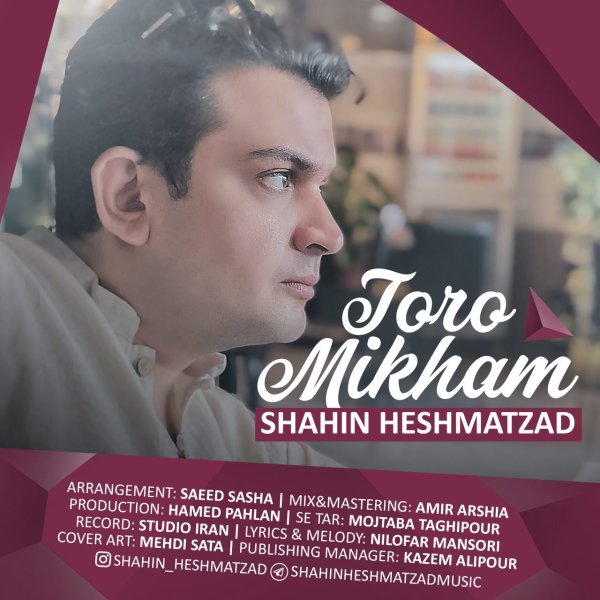 Toro
Mikham
SHAHIN HESHMATZAD
ARRANGEMENT: SAEED SASHA | MIX&MASTERING: AMIR ARSHIA
PRODUCTION: HAMED PAHLAN | SE TAR: MOJTABA TAGHIPOUR
RECORD: STUDIO IRAN | LYRICS & MELODY: NILOFAR MANSORI
COVER ART: MEHDI SATA | PUBLISHING MANAGER: KAZEM ALIPOUR
SHAHIN_HESHMATZAD SHAHINHESHMATZADMUSIC